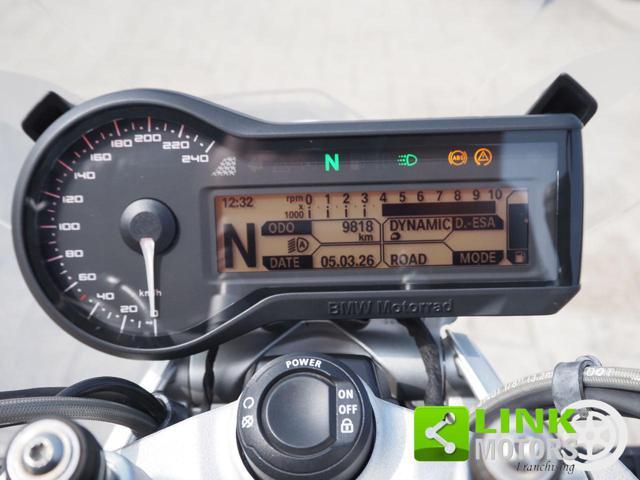 0 20 40 60 80 100 120 140 160 180 200 220 240
km/h
N
ABS
12:32
rpm x 1000
0 1 2 3 4 5 6 7 8 9 10
N
ODO 9818 km
DYNAMIC D.-ESA
A
DATE 05.03.26
ROAD MODE
BMW Motorrad
POWER
ON
OFF
DOT
LINK
MOTORS
Franchising